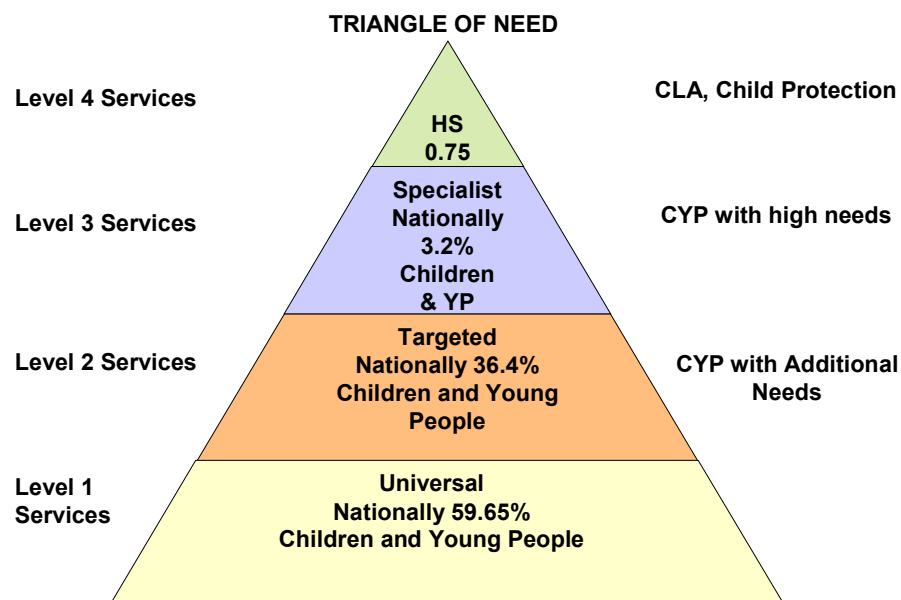 TRIANGLE OF NEED
Level 4 Services
HS
0.75
CLA, Child Protection
Level 3 Services
Specialist
Nationally
3.2%
Children
& YP
CYP with high needs
Level 2 Services
Targeted
Nationally 36.4%
Children and Young
People
CYP with Additional
Needs
Level 1
Services
Universal
Nationally 59.65%
Children and Young People